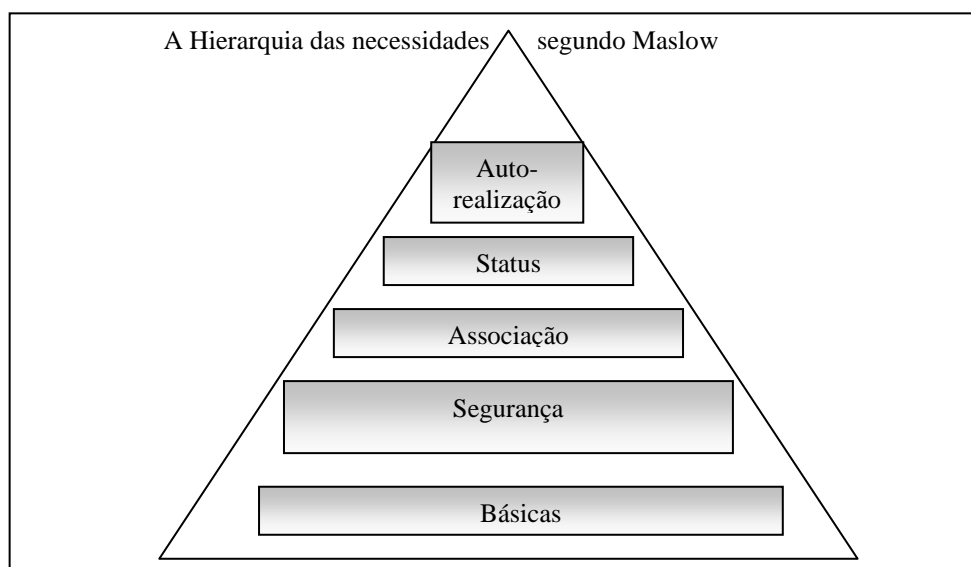 A Hierarquia das necessidades segundo Maslow
Auto-
realização
Status
Associação
Segurança
Básicas